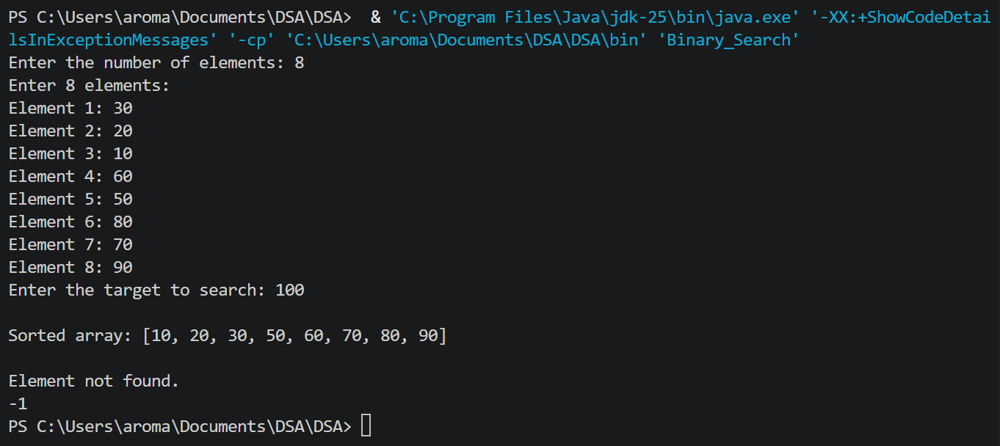 PS C:\Users\aroma\Documents\DSA\DSA>  & 'C:\Program Files\Java\jdk-25\bin\java.exe' '-XX:+ShowCodeDetai
lsInExceptionMessages' '-cp' 'C:\Users\aroma\Documents\DSA\DSA\bin' 'Binary_Search'
Enter the number of elements: 8
Enter 8 elements:
Element 1: 30
Element 2: 20
Element 3: 10
Element 4: 60
Element 5: 50
Element 6: 80
Element 7: 70
Element 8: 90
Enter the target to search: 100
Sorted array: [10, 20, 30, 50, 60, 70, 80, 90]
Element not found.
-1
PS C:\Users\aroma\Documents\DSA\DSA>